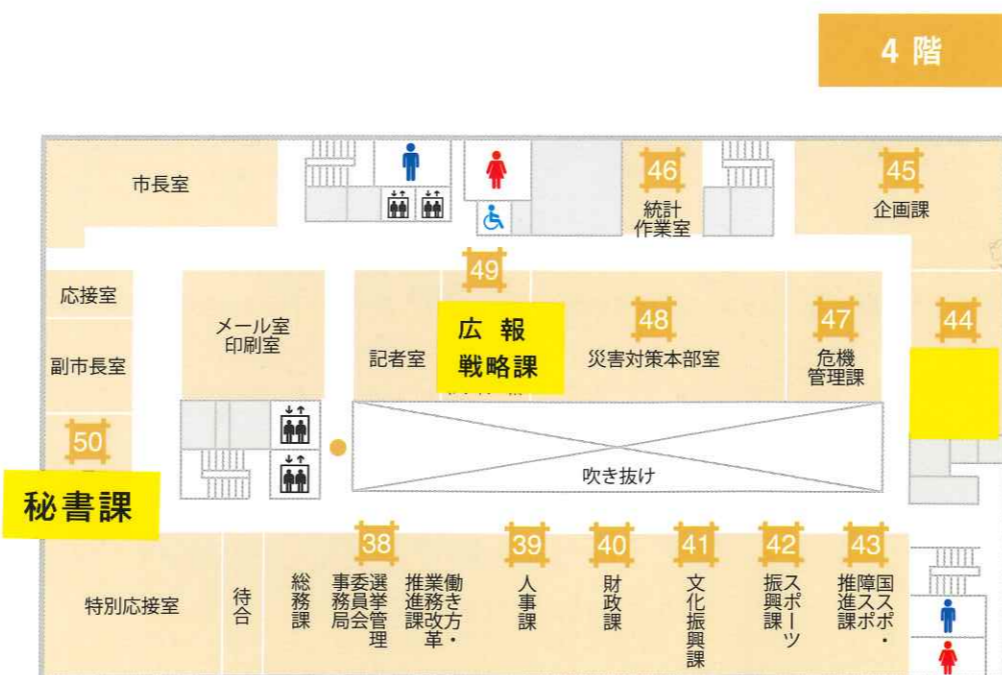 4 階
市長室
46
統計
作業室
45
企画課
応接室
副市長室
メール室
印刷室
記者室
49
広 報
戦略課
48
災害対策本部室
47
危機
管理課
44
50
秘書課
吹き抜け
特別応接室
待合
38
総務課
選挙管理
委員会
事務局
働き方・
業務改革
推進課
39
人事課
40
財政課
41
文化振興課
42
スポーツ
振興課
43
国スポ・
障スポ
推進課